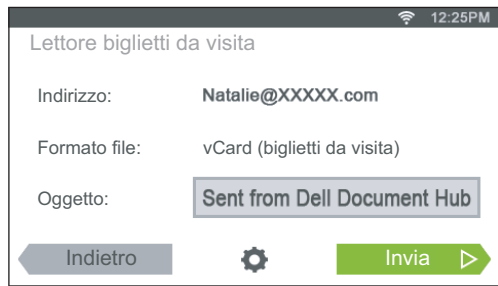 12:25PM
Lettore biglietti da visita
Indirizzo: Natalie@XXXXX.com
Formato file: vCard (biglietti da visita)
Oggetto: Sent from Dell Document Hub
Indietro Invia